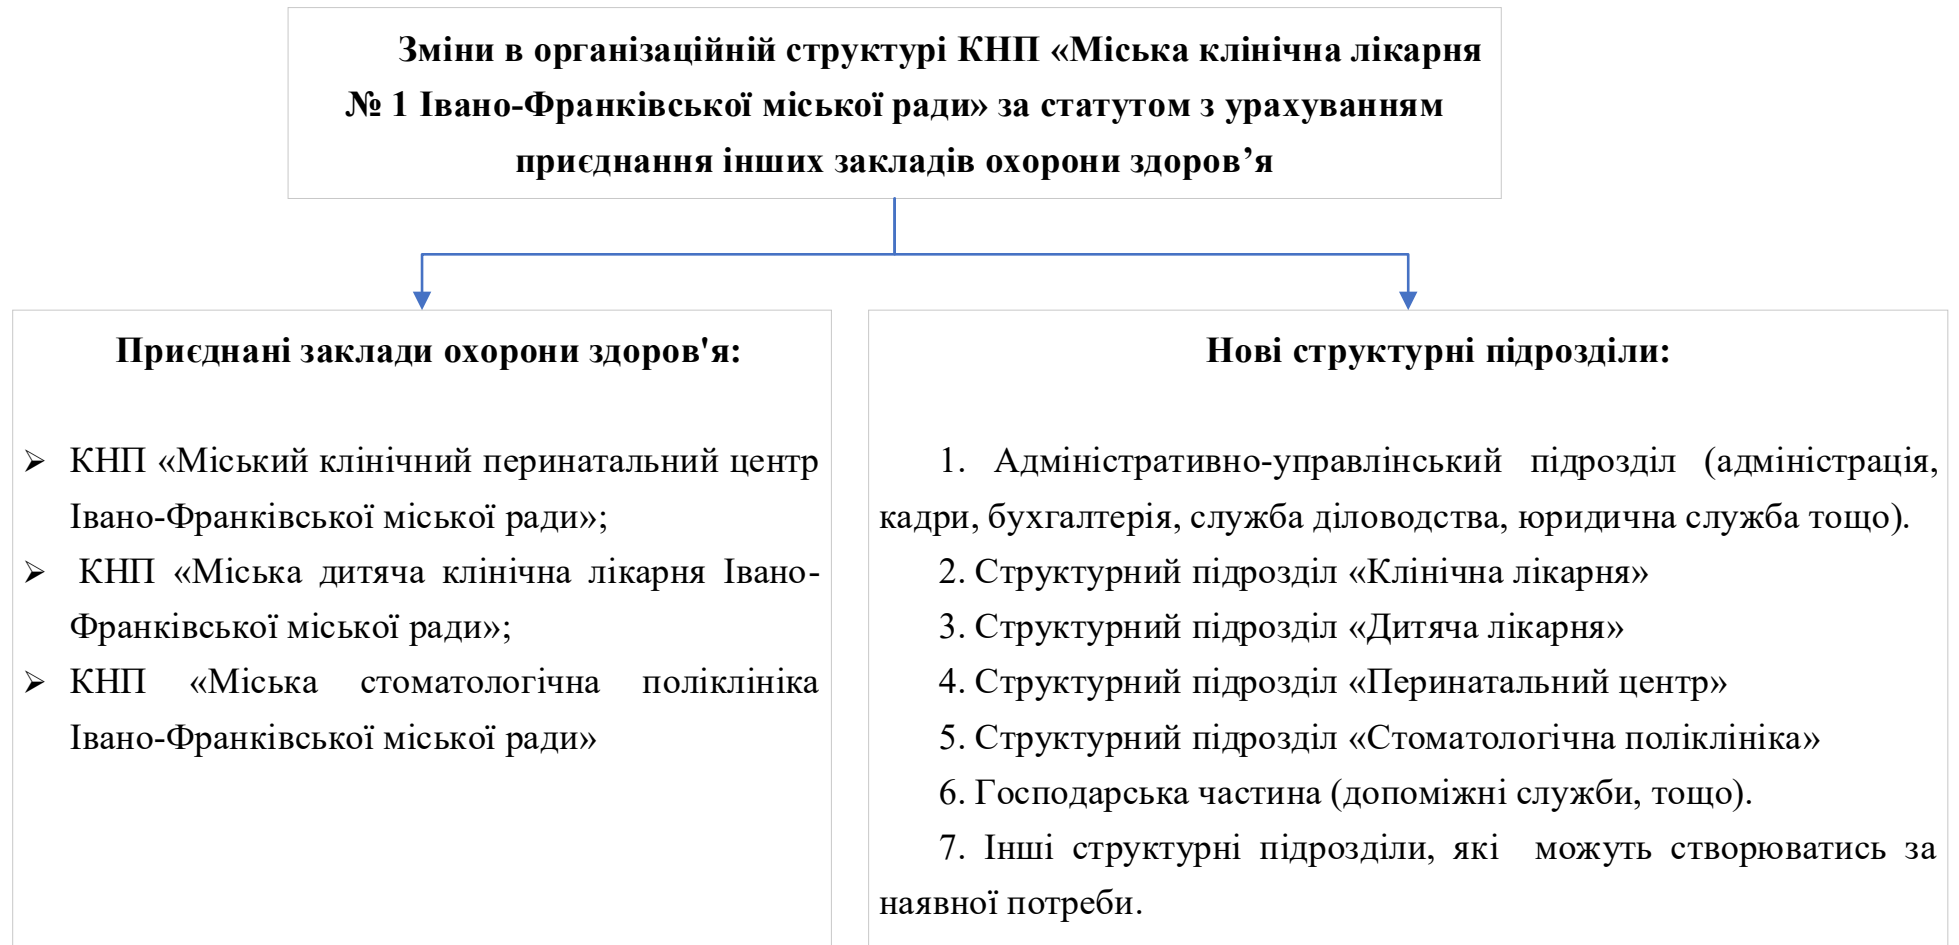 Зміни в організаційній структурі КНП «Міська клінічна лікарня
№ 1 Івано-Франківської міської ради» за статутом з урахуванням
приєднання інших закладів охорони здоров’я
Приєднані заклади охорони здоров'я:
➢ КНП «Міський клінічний перинатальний центр
Івано-Франківської міської ради»;
➢ КНП «Міська дитяча клінічна лікарня Івано-
Франківської міської ради»;
➢ КНП «Міська стоматологічна поліклініка
Івано-Франківської міської ради»
Нові структурні підрозділи:
1. Адміністративно-управлінський підрозділ (адміністрація,
кадри, бухгалтерія, служба діловодства, юридична служба тощо).
2. Структурний підрозділ «Клінічна лікарня»
3. Структурний підрозділ «Дитяча лікарня»
4. Структурний підрозділ «Перинатальний центр»
5. Структурний підрозділ «Стоматологічна поліклініка»
6. Господарська частина (допоміжні служби, тощо).
7. Інші структурні підрозділи, які можуть створюватись за
наявної потреби.